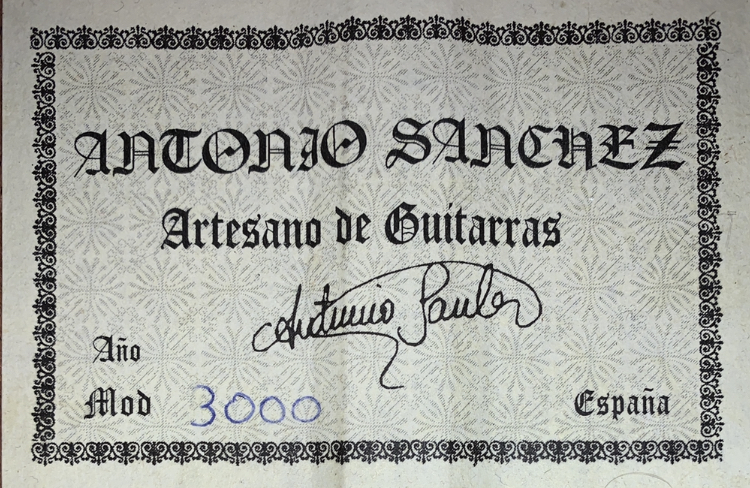 ANTONIO SANCHEZ
Artesano de Guitarras
Antonio Sanchez
Año
Mod 3000
España